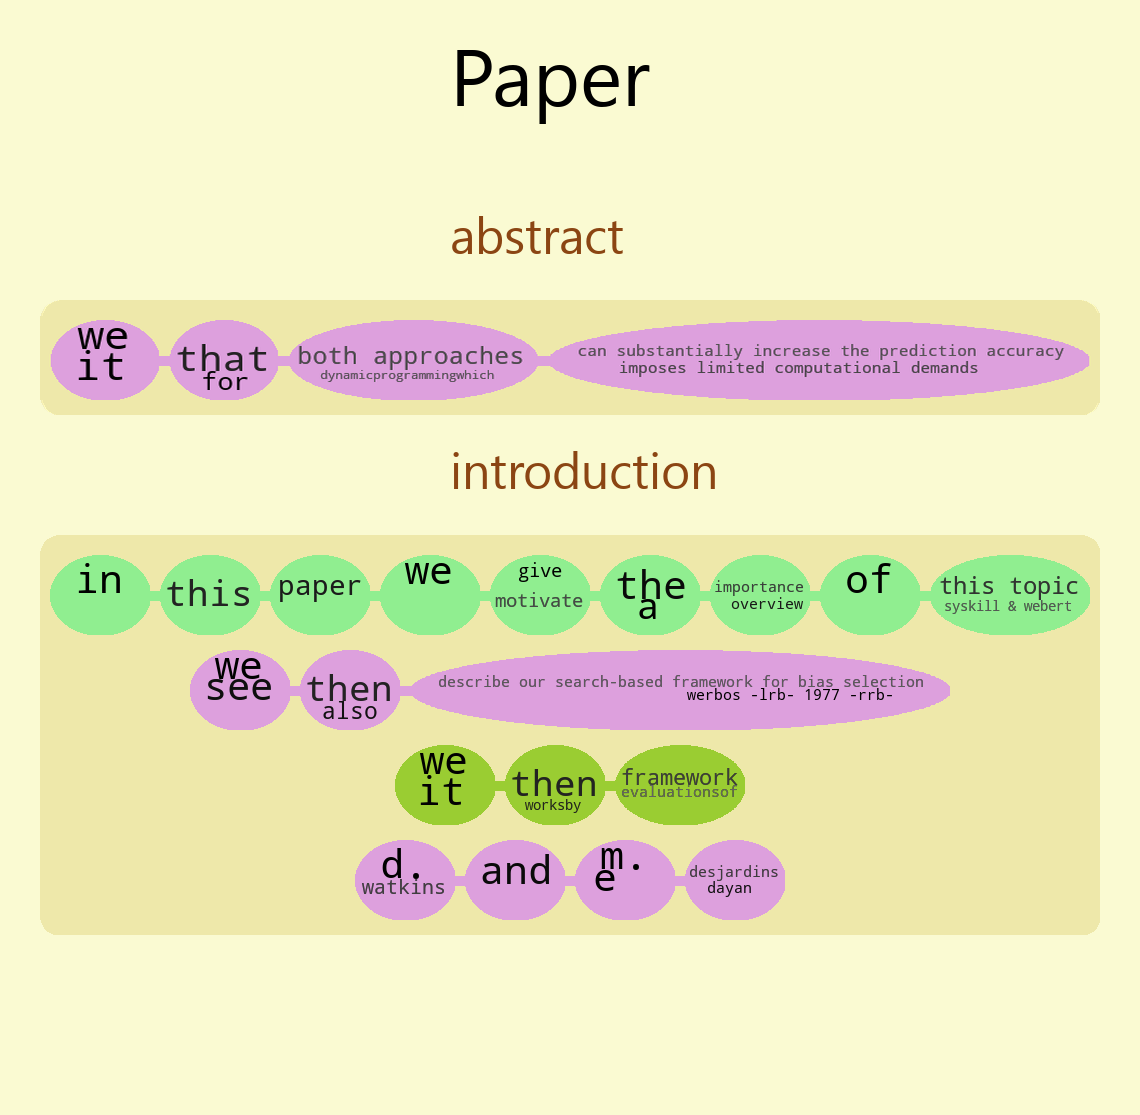 Paper
abstract
we that both approaches can substantially increase the prediction accuracy
it for dynamicprogrammingwhich imposes limited computational demands
introduction
in this paper we give the importance of this topic
motivate a overview syskill & webert
we then describe our search-based framework for bias selection
see also werbos -lrb- 1977 -rrb-
we then framework
it worksby evaluationsof
d. and m. desjardins
watkins e dayan